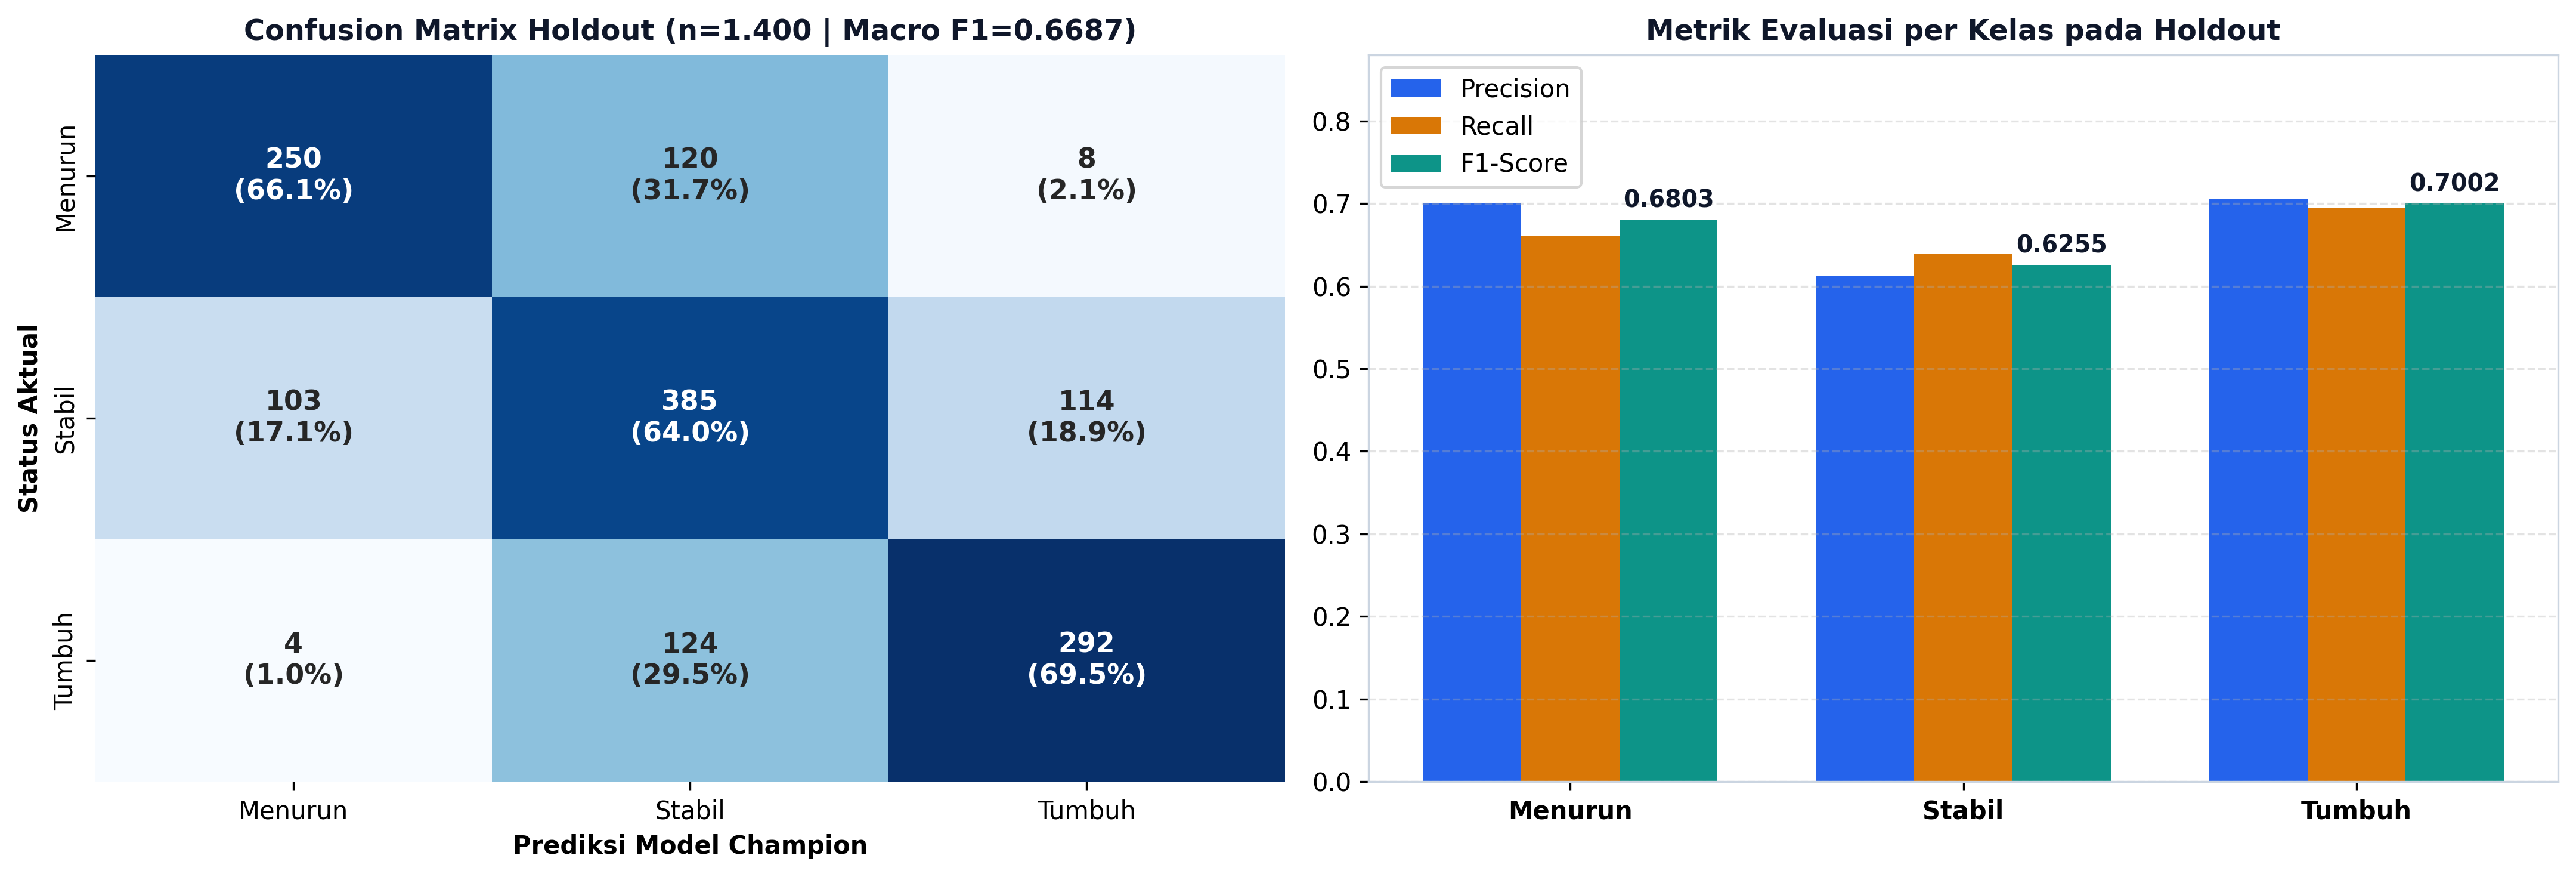 Confusion Matrix Holdout (n=1.400 | Macro F1=0.6687)
Status Aktual
Menurun
250
(66.1%)
120
(31.7%)
8
(2.1%)
Stabil
103
(17.1%)
385
(64.0%)
114
(18.9%)
Tumbuh
4
(1.0%)
124
(29.5%)
292
(69.5%)
Menurun
Stabil
Tumbuh
Prediksi Model Champion
Metrik Evaluasi per Kelas pada Holdout
Precision
Recall
F1-Score
0.8
0.7
0.6
0.5
0.4
0.3
0.2
0.1
0.0
0.6803
0.6255
0.7002
Menurun
Stabil
Tumbuh